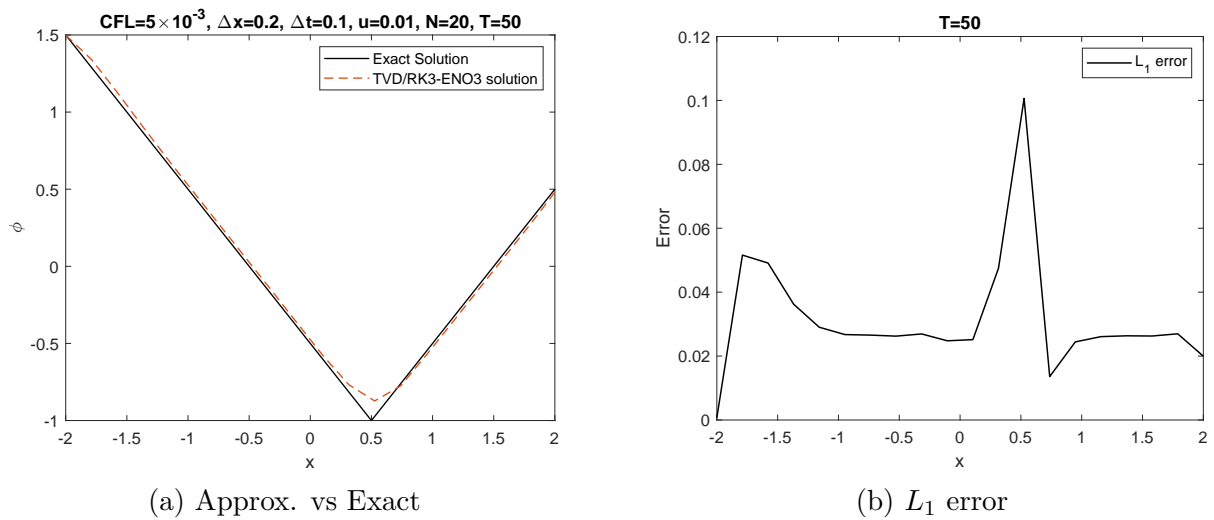 CFL=5×10⁻³, Δx=0.2, Δt=0.1, u=0.01, N=20, T=50
Exact Solution
TVD/RK3-ENO3 solution
1.5
1
0.5
0
-0.5
-1
ϕ
-2 -1.5 -1 -0.5 0 0.5 1 1.5 2
x
(a) Approx. vs Exact
T=50
L₁ error
0.12
0.1
0.08
0.06
0.04
0.02
0
Error
-2 -1.5 -1 -0.5 0 0.5 1 1.5 2
x
(b) L₁ error